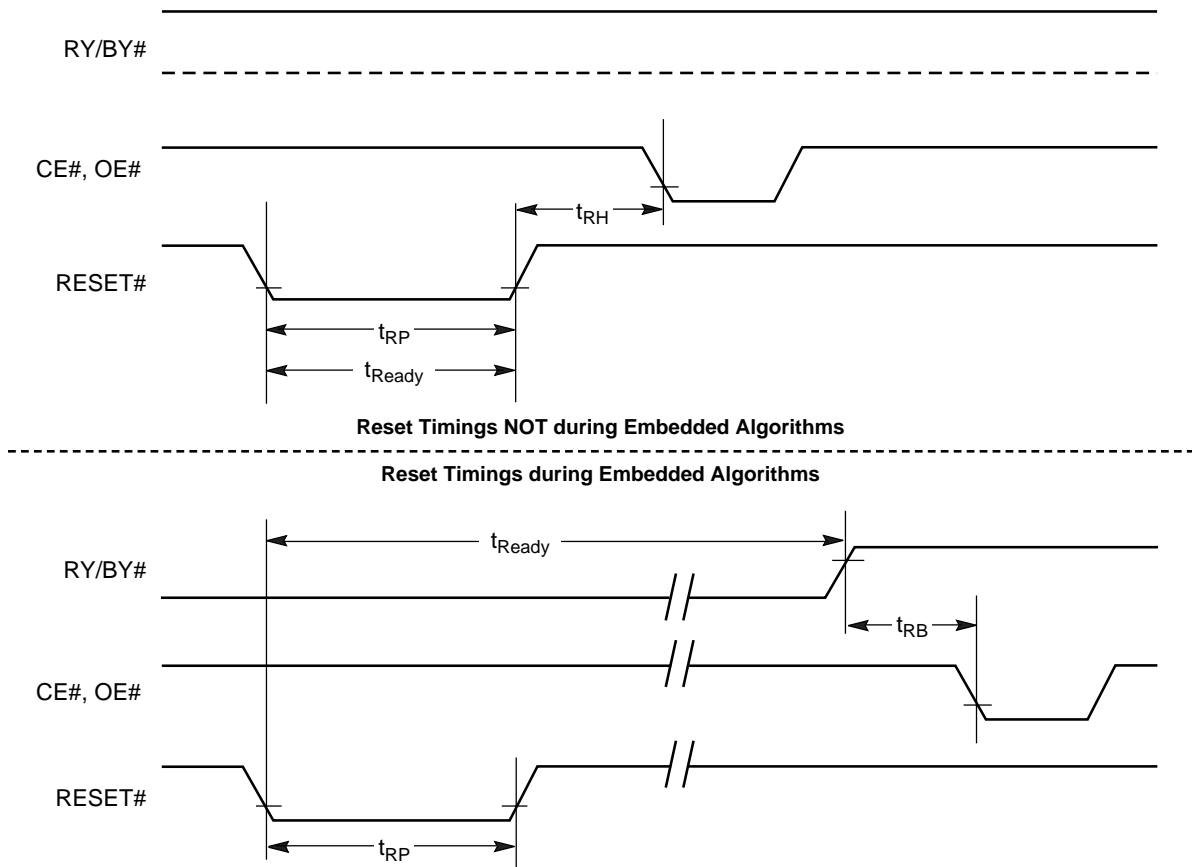 RY/BY#
CE#, OE#
tRH
RESET#
tRP
tReady
Reset Timings NOT during Embedded Algorithms
Reset Timings during Embedded Algorithms
tReady
RY/BY#
tRB
CE#, OE#
RESET#
tRP